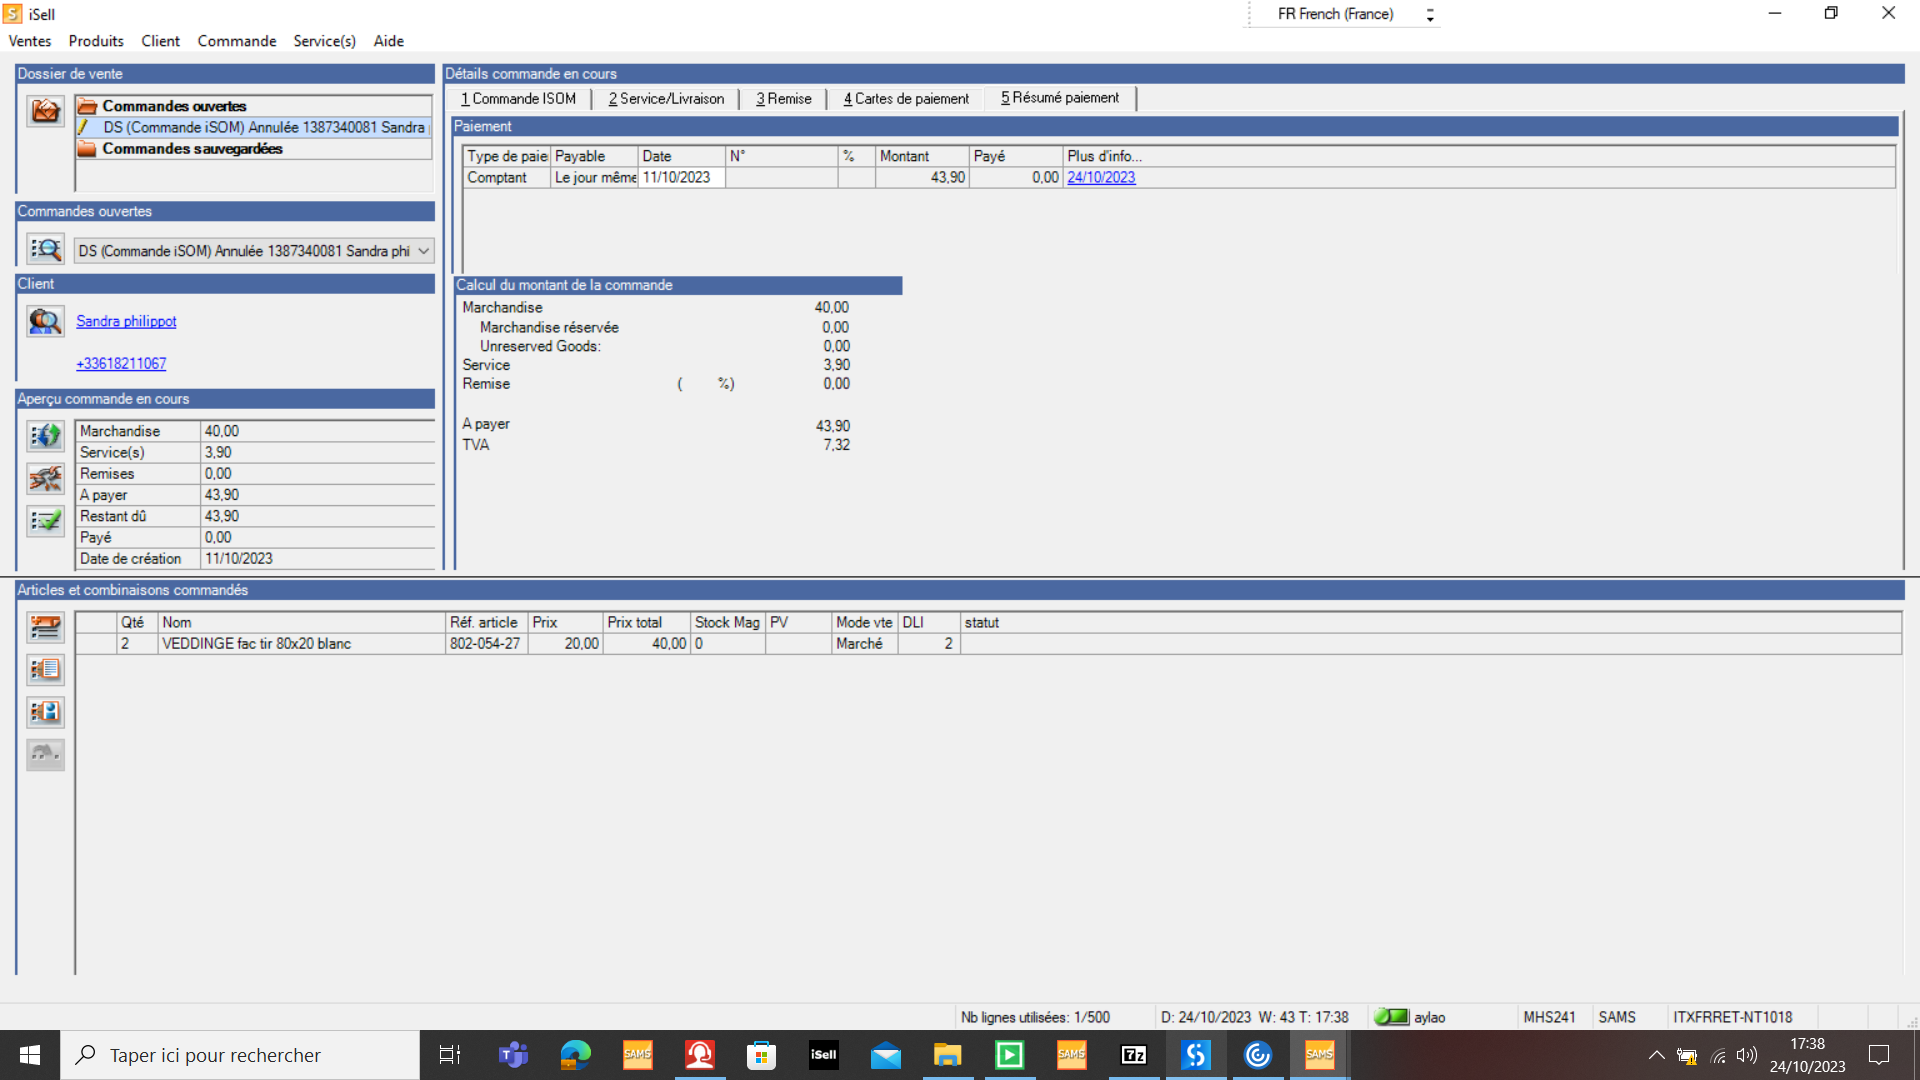 iSell
FR French (France)
Ventes Produits Client Commande Service(s) Aide
Dossier de vente
Commandes ouvertes
DS (Commande iSOM) Annulée 1387340081 Sandra
Commandes sauvegardées
Commandes ouvertes
DS (Commande iSOM) Annulée 1387340081 Sandra phi
Client
Sandra philippot
+33618211067
Aperçu commande en cours
Marchandise 40,00
Service(s) 3,90
Remises 0,00
A payer 43,90
Restant dû 43,90
Payé 0,00
Date de création 11/10/2023
Détails commande en cours
1 Commande ISOM 2 Service/Livraison 3 Remise 4 Cartes de paiement 5 Résumé paiement
Paiement
Type de paie Payable Date N° % Montant Payé Plus d'info...
Comptant Le jour même 11/10/2023 43,90 0,00 24/10/2023
Calcul du montant de la commande
Marchandise 40,00
Marchandise réservée 0,00
Unreserved Goods: 0,00
Service 3,90
Remise ( %) 0,00
A payer 43,90
TVA 7,32
Articles et combinaisons commandés
Qté Nom Réf. article Prix Prix total Stock Mag PV Mode vte DLI statut
2 VEDDINGE fac tir 80x20 blanc 802-054-27 20,00 40,00 0 Marché 2
Nb lignes utilisées: 1/500 D: 24/10/2023 W: 43 T: 17:38 aylao MHS241 SAMS ITXFRRET-NT1018
Taper ici pour rechercher
SAMS
iSell
SAMS
7z
SAMS
17:38
24/10/2023